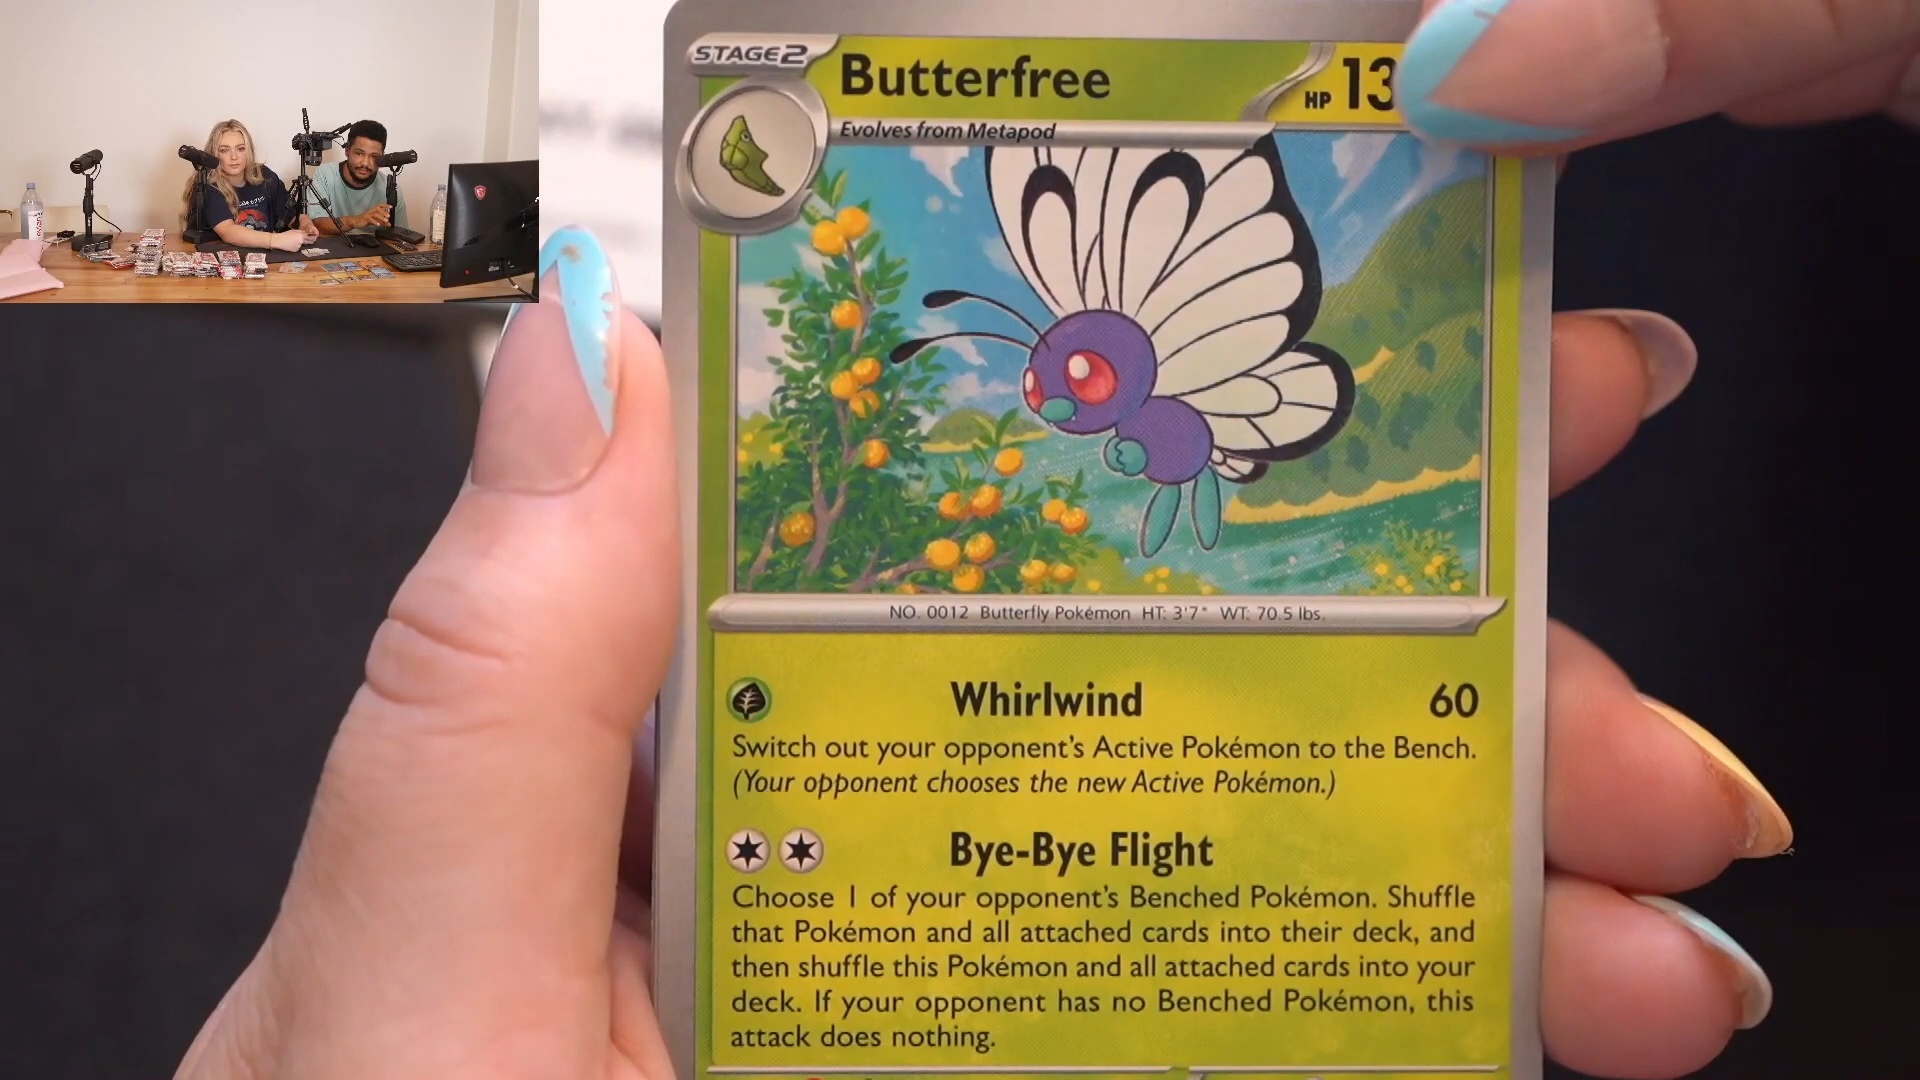 STAGE2
Butterfree
HP 13
Evolves from Metapod
NO. 0012 Butterfly Pokémon HT: 3'7" WT: 70.5 lbs.
Whirlwind 60
Switch out your opponent's Active Pokémon to the Bench.
(Your opponent chooses the new Active Pokémon.)
Bye-Bye Flight
Choose 1 of your opponent's Benched Pokémon. Shuffle
that Pokémon and all attached cards into their deck, and
then shuffle this Pokémon and all attached cards into your
deck. If your opponent has no Benched Pokémon, this
attack does nothing.